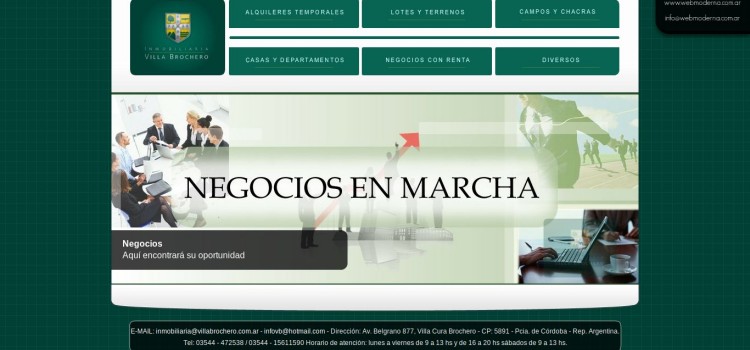 www.webmoderna.com.ar
info@webmoderna.com.ar
ALQUILERES TEMPORALES
LOTES Y TERRENOS
CAMPOS Y CHACRAS
INMOBILIARIA
VILLA BROCHERO
CASAS Y DEPARTAMENTOS
NEGOCIOS CON RENTA
DIVERSOS
NEGOCIOS EN MARCHA
Negocios
Aquí encontrará su oportunidad
E-MAIL: inmobiliaria@villabrochero.com.ar - infovb@hotmail.com - Dirección: Av. Belgrano 877, Villa Cura Brochero - CP: 5891 - Pcia. de Córdoba - Rep. Argentina.
Tel: 03544 - 472538 / 03544 - 15611590 Horario de atención: lunes a viernes de 9 a 13 hs y de 16 a 20 hs sábados de 9 a 13 hs.